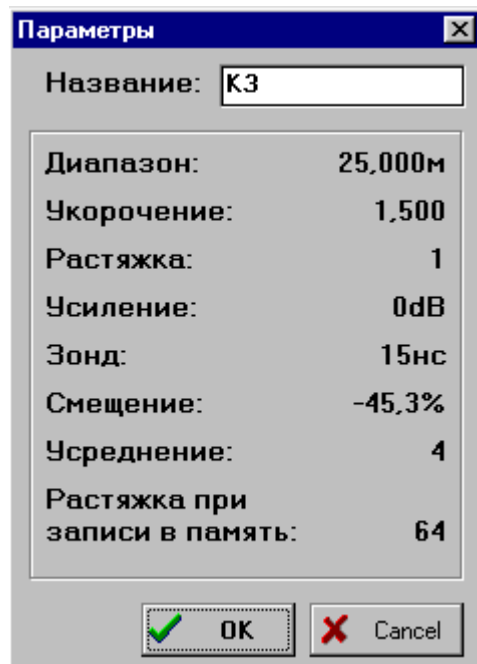 Параметры
Название: КЗ
Диапазон: 25,000м
Укорочение: 1,500
Растяжка: 1
Усиление: 0dB
Зонд: 15нс
Смещение: -45,3%
Усреднение: 4
Растяжка при
записи в память: 64
OK Cancel